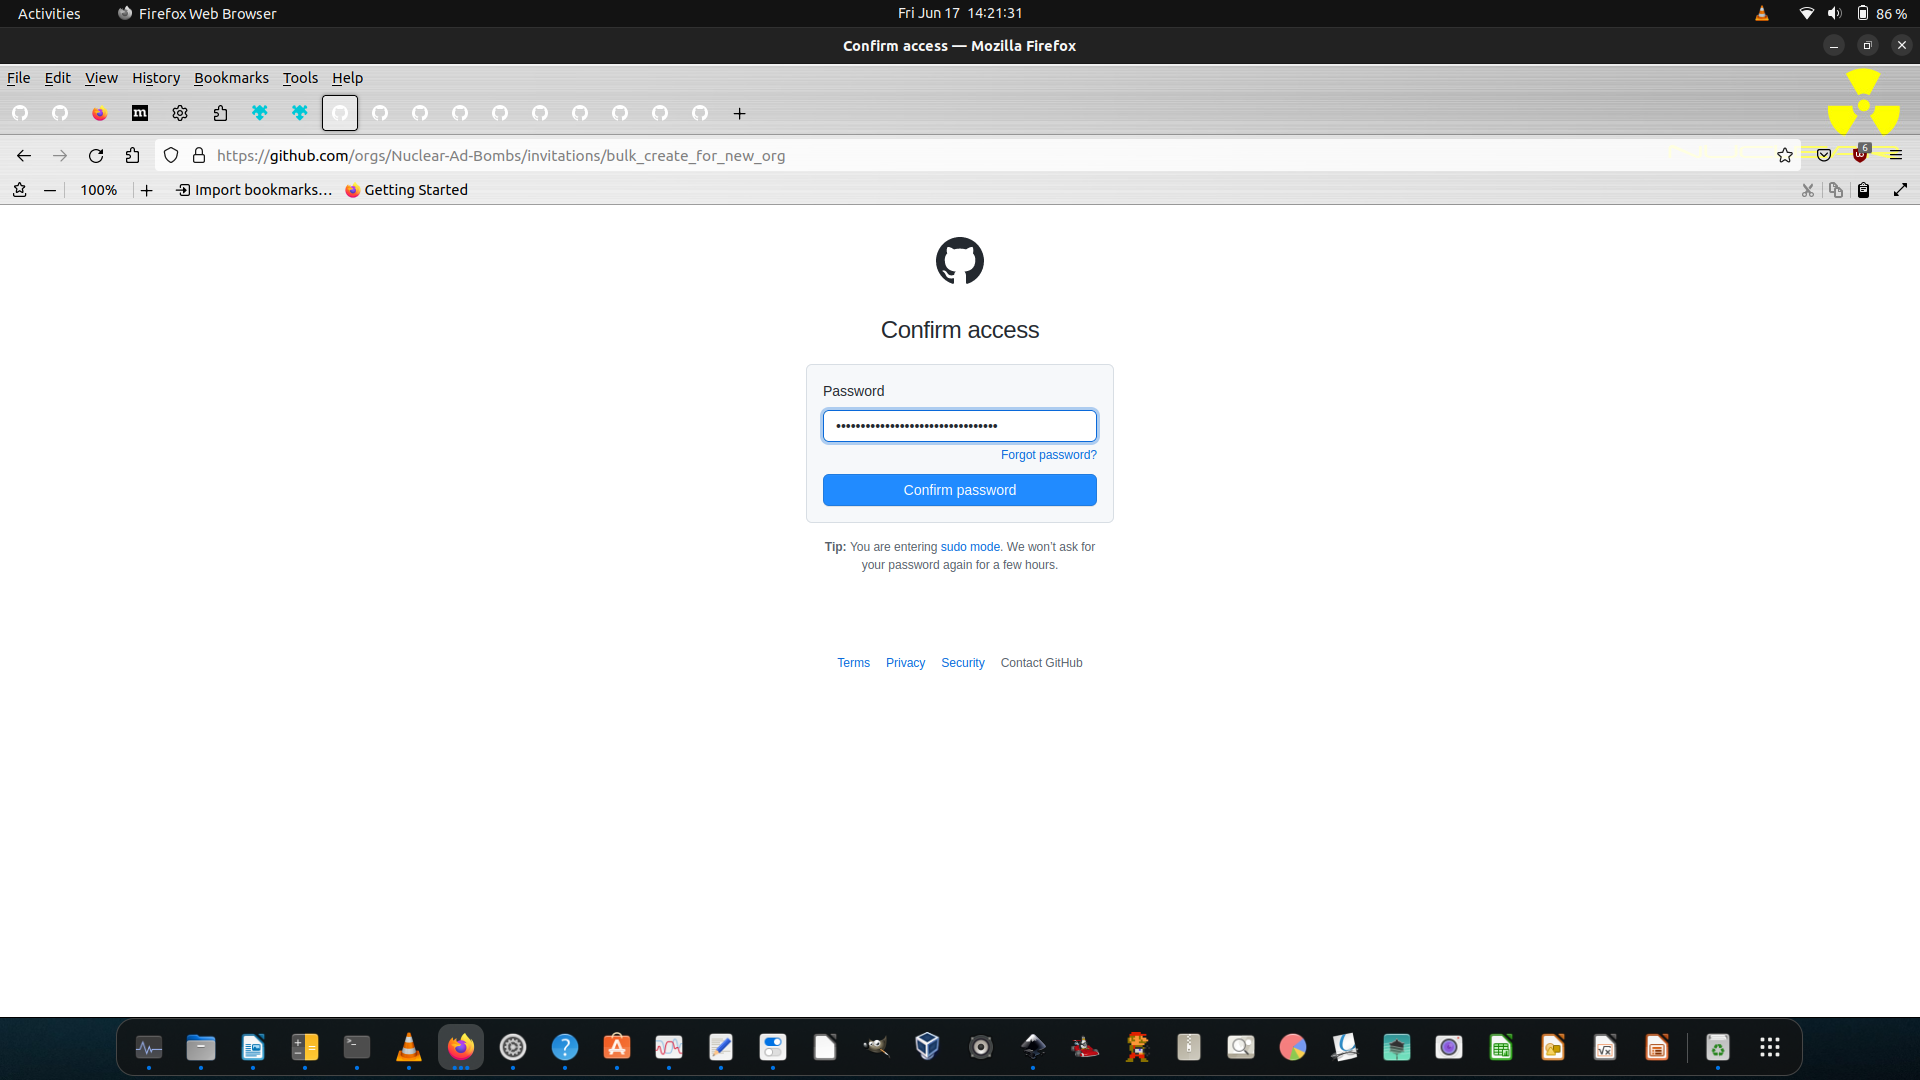 Activities Firefox Web Browser Fri Jun 17 14:21:31 86 %
Confirm access — Mozilla Firefox
File Edit View History Bookmarks Tools Help
https://github.com/orgs/Nuclear-Ad-Bombs/invitations/bulk_create_for_new_org 6
100% Import bookmarks… Getting Started
Confirm access
Password
Forgot password?
Confirm password
Tip: You are entering sudo mode. We won't ask for
your password again for a few hours.
Terms Privacy Security Contact GitHub